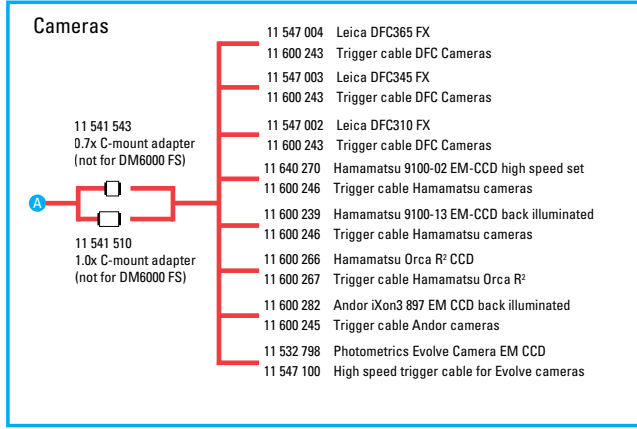 Cameras
11 547 004 Leica DFC365 FX
11 600 243 Trigger cable DFC Cameras
11 547 003 Leica DFC345 FX
11 600 243 Trigger cable DFC Cameras
11 547 002 Leica DFC310 FX
11 600 243 Trigger cable DFC Cameras
11 640 270 Hamamatsu 9100-02 EM-CCD high speed set
11 600 246 Trigger cable Hamamatsu cameras
11 600 239 Hamamatsu 9100-13 EM-CCD back illuminated
11 600 246 Trigger cable Hamamatsu cameras
11 600 266 Hamamatsu Orca R² CCD
11 600 267 Trigger cable Hamamatsu Orca R²
11 600 282 Andor iXon3 897 EM CCD back illuminated
11 600 245 Trigger cable Andor cameras
11 532 798 Photometrics Evolve Camera EM CCD
11 547 100 High speed trigger cable for Evolve cameras
11 541 543
0.7x C-mount adapter
(not for DM6000 FS)
A
11 541 510
1.0x C-mount adapter
(not for DM6000 FS)